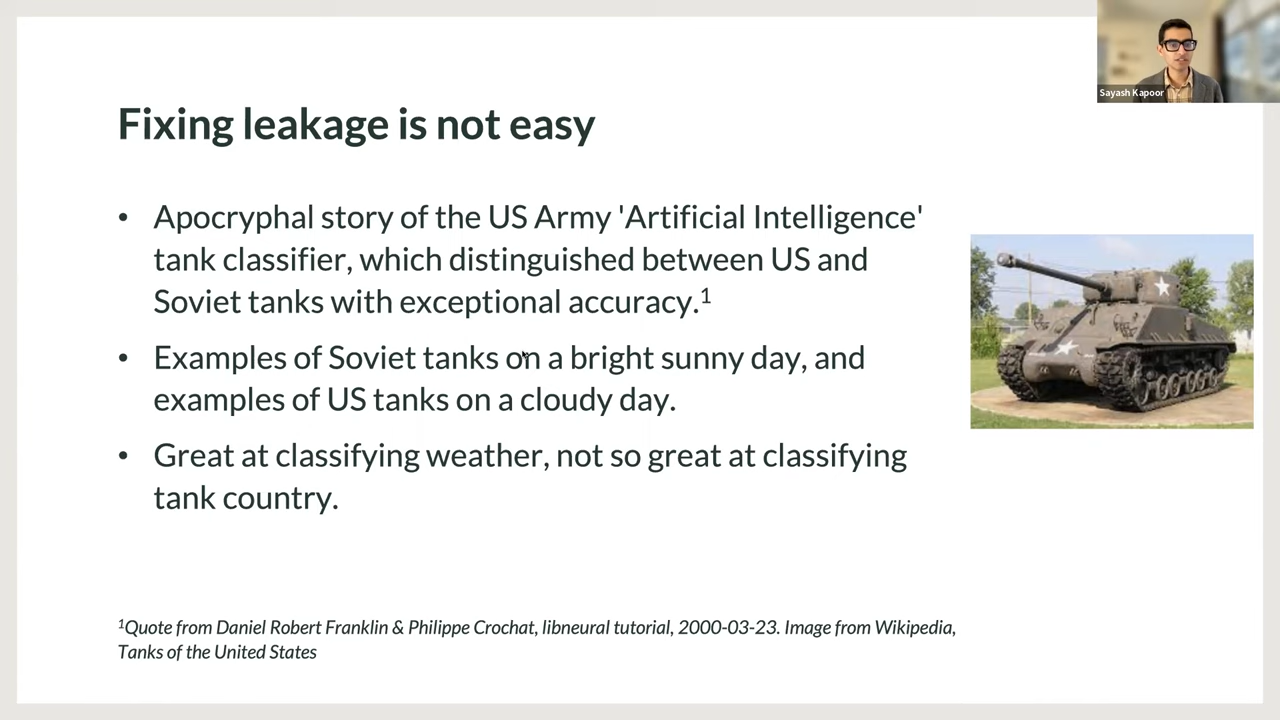 Sayash Kapoor
Fixing leakage is not easy
• Apocryphal story of the US Army 'Artificial Intelligence'
tank classifier, which distinguished between US and
Soviet tanks with exceptional accuracy.¹
• Examples of Soviet tanks on a bright sunny day, and
examples of US tanks on a cloudy day.
• Great at classifying weather, not so great at classifying
tank country.
¹Quote from Daniel Robert Franklin & Philippe Crochat, libneural tutorial, 2000-03-23. Image from Wikipedia,
Tanks of the United States